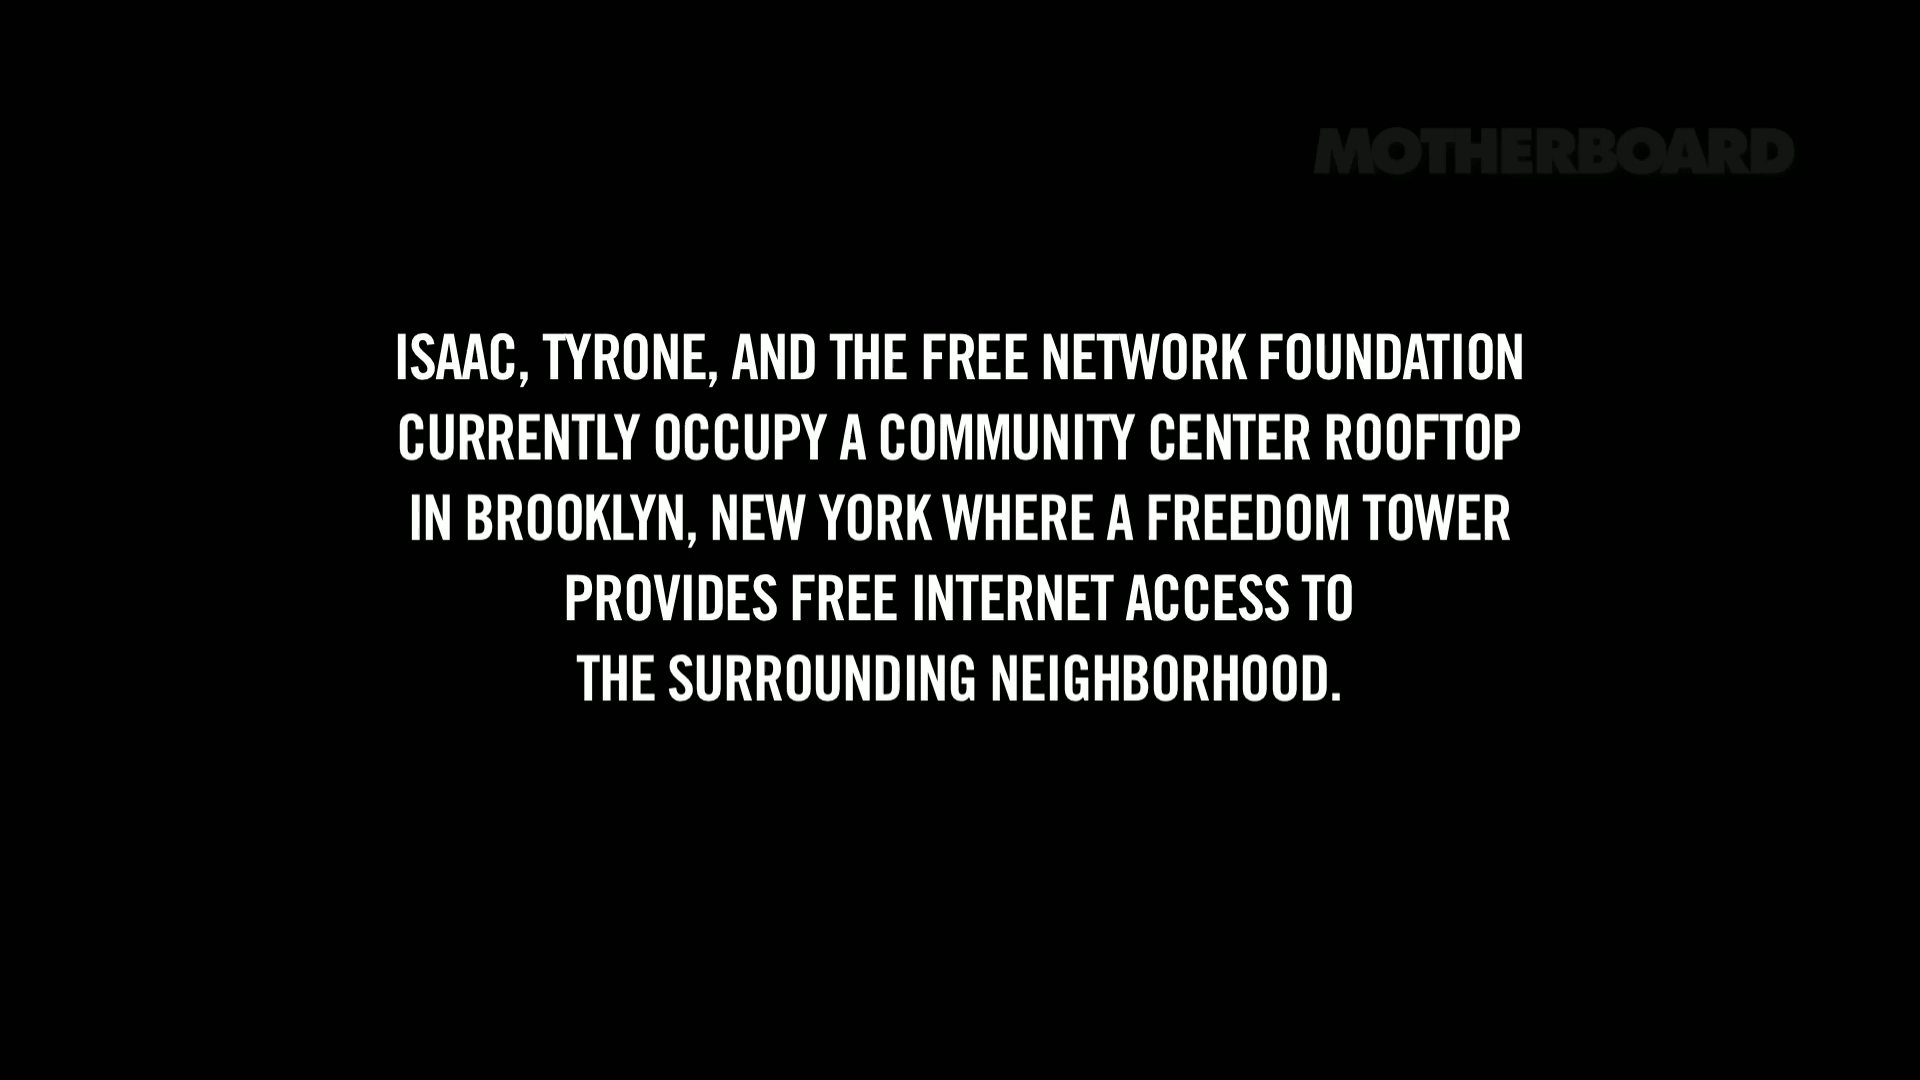 MOTHERBOARD
ISAAC, TYRONE, AND THE FREE NETWORK FOUNDATION
CURRENTLY OCCUPY A COMMUNITY CENTER ROOFTOP
IN BROOKLYN, NEW YORK WHERE A FREEDOM TOWER
PROVIDES FREE INTERNET ACCESS TO
THE SURROUNDING NEIGHBORHOOD.